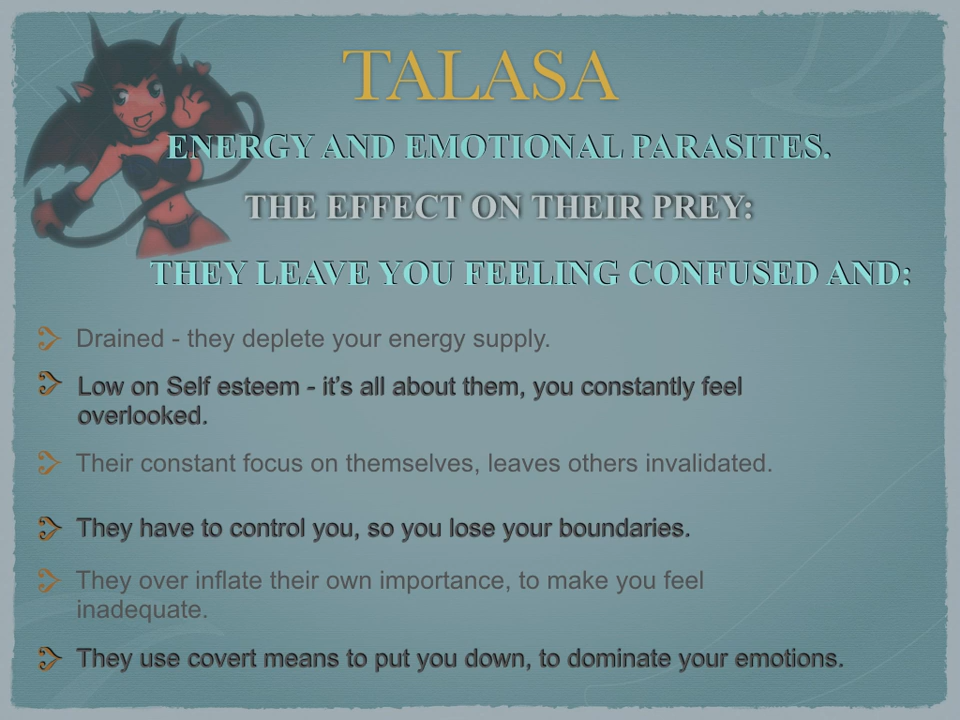 TALASA
ENERGY AND EMOTIONAL PARASITES.
THE EFFECT ON THEIR PREY:
THEY LEAVE YOU FEELING CONFUSED AND:
Drained - they deplete your energy supply.
Low on Self esteem - it's all about them, you constantly feel
overlooked.
Their constant focus on themselves, leaves others invalidated.
They have to control you, so you lose your boundaries.
They over inflate their own importance, to make you feel
inadequate.
They use covert means to put you down, to dominate your emotions.